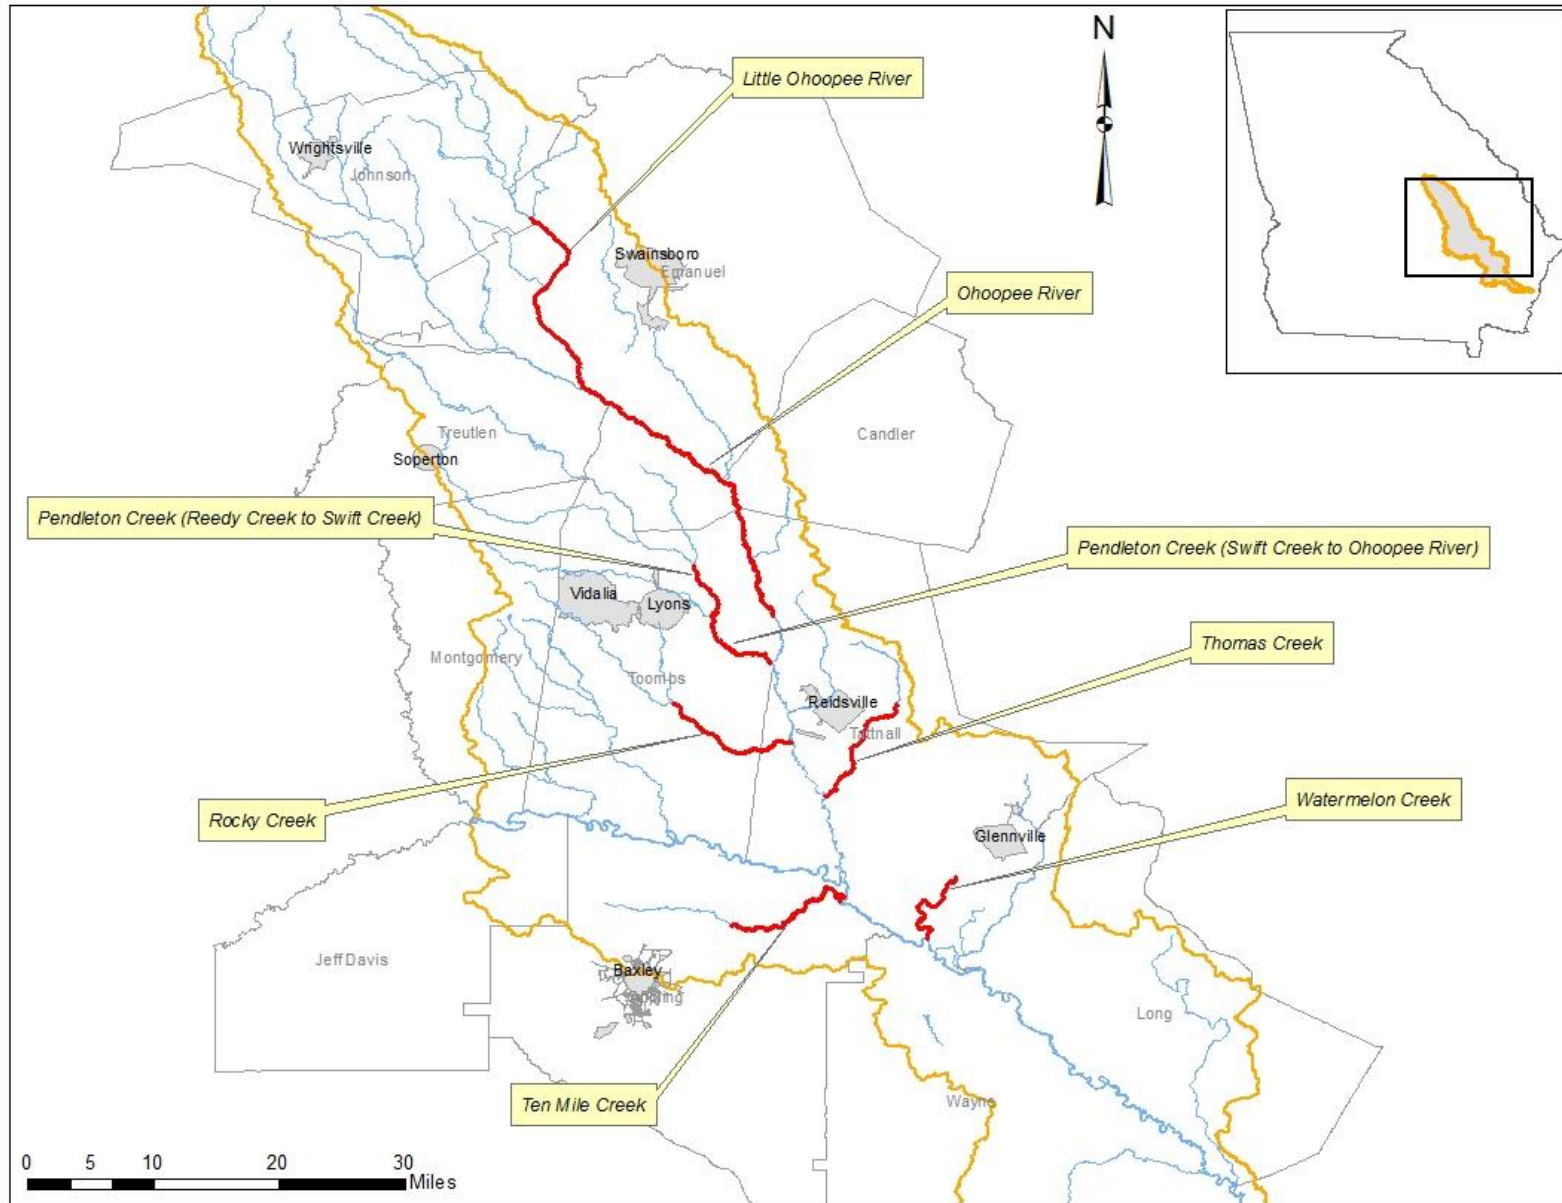 N
Little Ohoopee River
Wrightsville
Johnson
Swainsboro
Emanuel
Ohoopee River
Candler
Treutlen
Soperton
Pendleton Creek (Reedy Creek to Swift Creek)
Pendleton Creek (Swift Creek to Ohoopee River)
Vidalia
Lyons
Thomas Creek
Montgomery
Toombs
Reidsville
Tattnall
Watermelon Creek
Rocky Creek
Glennville
Jeff Davis
Baxley
Appling
Long
Wayne
Ten Mile Creek
0 5 10 20 30
Miles